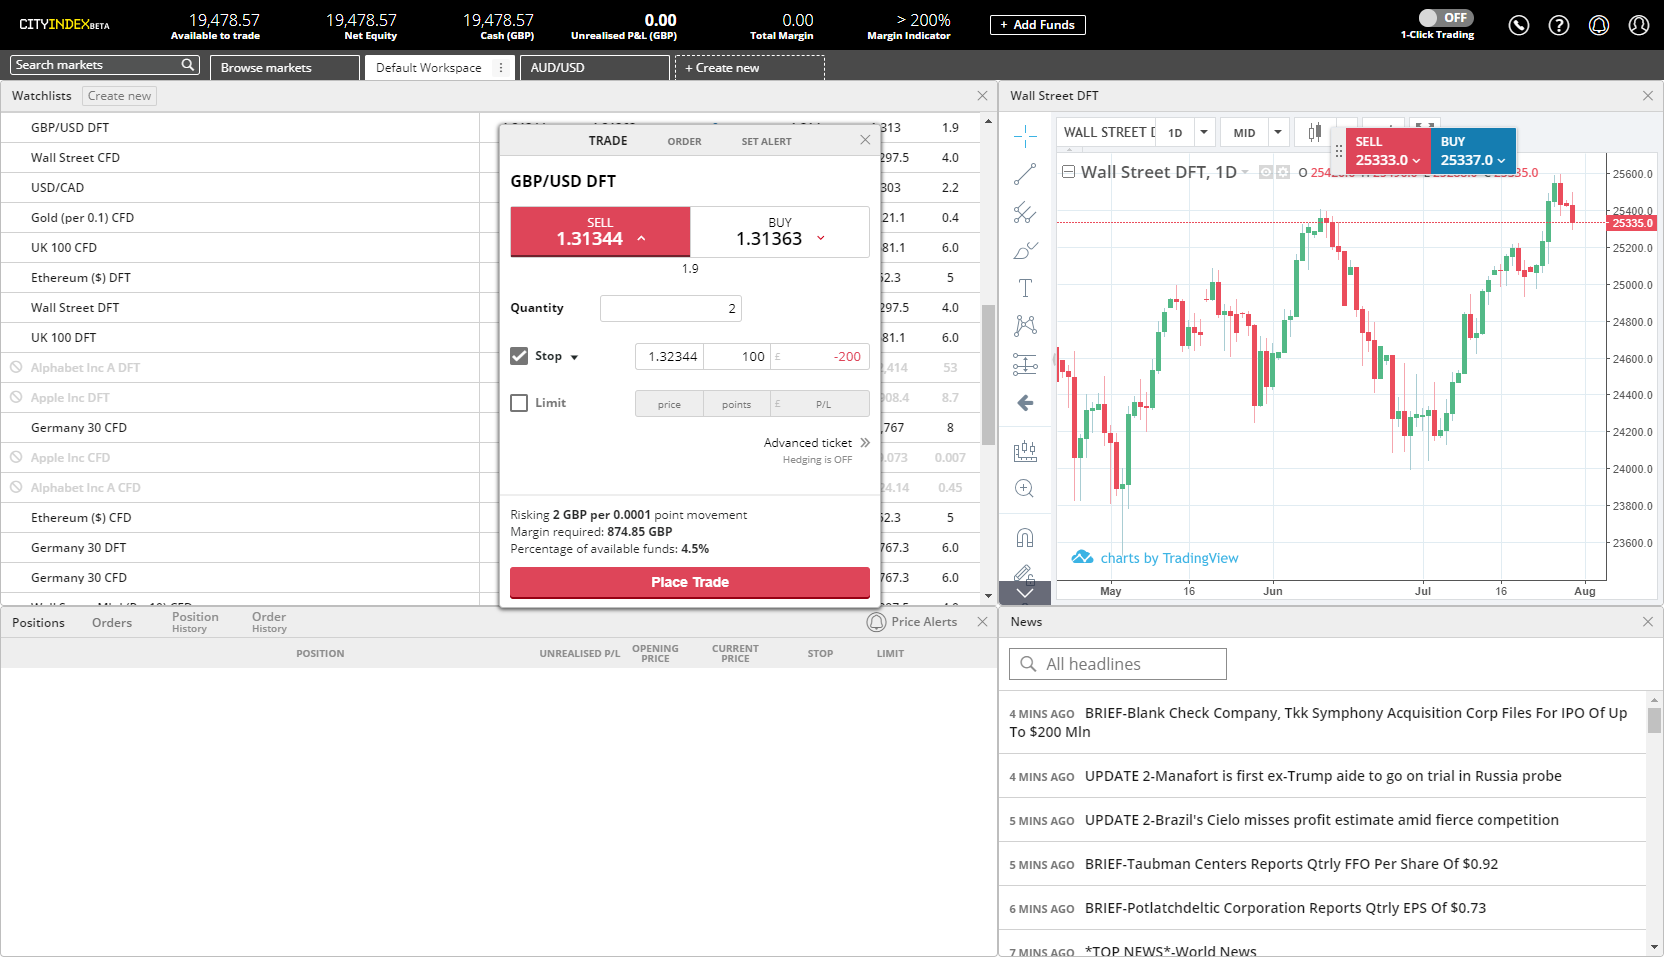 CITYINDEX BETA
19,478.57
Available to trade
19,478.57
Net Equity
19,478.57
Cash (GBP)
0.00
Unrealised P&L (GBP)
0.00
Total Margin
> 200%
Margin Indicator
+ Add Funds
OFF
1-Click Trading
Search markets
Browse markets
Default Workspace
AUD/USD
+ Create new
Watchlists
Create new
GBP/USD DFT
313 1.9
Wall Street CFD
297.5 4.0
USD/CAD
303 2.2
Gold (per 0.1) CFD
21.1 0.4
UK 100 CFD
81.1 6.0
Ethereum ($) DFT
52.3 5
Wall Street DFT
297.5 4.0
UK 100 DFT
81.1 6.0
Alphabet Inc A DFT
2,414 53
Apple Inc DFT
908.4 8.7
Germany 30 CFD
,767 8
Apple Inc CFD
.073 0.007
Alphabet Inc A CFD
24.14 0.45
Ethereum ($) CFD
52.3 5
Germany 30 DFT
767.3 6.0
Germany 30 CFD
767.3 6.0
TRADE
ORDER
SET ALERT
GBP/USD DFT
SELL
1.31344
BUY
1.31363
1.9
Quantity
2
Stop
1.32344
100
£
-200
Limit
price
points
£
P/L
Advanced ticket
Hedging is OFF
Risking 2 GBP per 0.0001 point movement
Margin required: 874.85 GBP
Percentage of available funds: 4.5%
Place Trade
Wall Street DFT
WALL STREET
1D
MID
SELL
25333.0
BUY
25337.0
Wall Street DFT, 1D
O
25600.0
25400.0
25335.0
25200.0
25000.0
24800.0
24600.0
24400.0
24200.0
24000.0
23800.0
23600.0
charts by TradingView
May
16
Jun
Jul
16
Aug
Positions
Orders
Position History
Order History
Price Alerts
POSITION
UNREALISED P/L
OPENING PRICE
CURRENT PRICE
STOP
LIMIT
News
All headlines
4 MINS AGO BRIEF-Blank Check Company, Tkk Symphony Acquisition Corp Files For IPO Of Up
To $200 Mln
4 MINS AGO UPDATE 2-Manafort is first ex-Trump aide to go on trial in Russia probe
5 MINS AGO UPDATE 2-Brazil's Cielo misses profit estimate amid fierce competition
5 MINS AGO BRIEF-Taubman Centers Reports Qtrly FFO Per Share Of $0.92
6 MINS AGO BRIEF-Potlatchdeltic Corporation Reports Qtrly EPS Of $0.73
7 MINS AGO *TOP NEWS*-World News